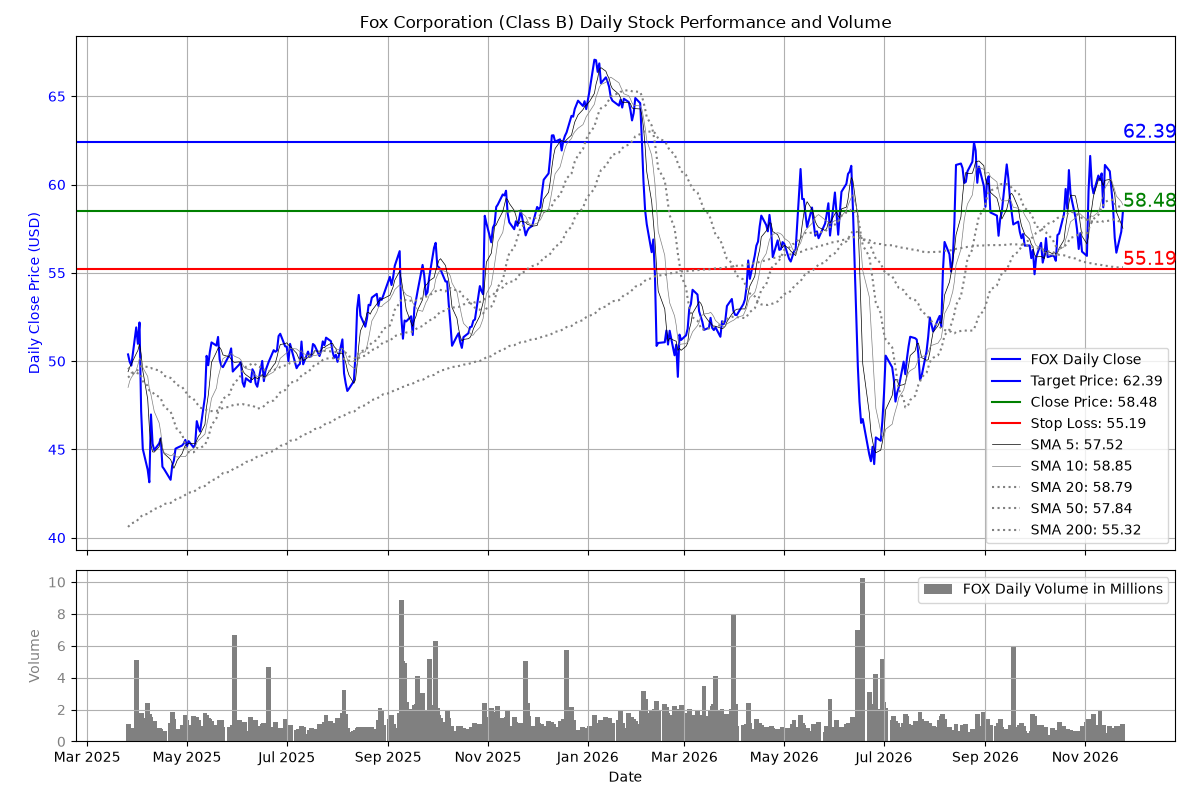 Fox Corporation (Class B) Daily Stock Performance and Volume
Daily Close Price (USD)
65
60
55
50
45
40
62.39
58.48
55.19
FOX Daily Close
Target Price: 62.39
Close Price: 58.48
Stop Loss: 55.19
SMA 5: 57.52
SMA 10: 58.85
SMA 20: 58.79
SMA 50: 57.84
SMA 200: 55.32
Volume
10
8
6
4
2
0
FOX Daily Volume in Millions
Mar 2025
May 2025
Jul 2025
Sep 2025
Nov 2025
Jan 2026
Mar 2026
May 2026
Jul 2026
Sep 2026
Nov 2026
Date